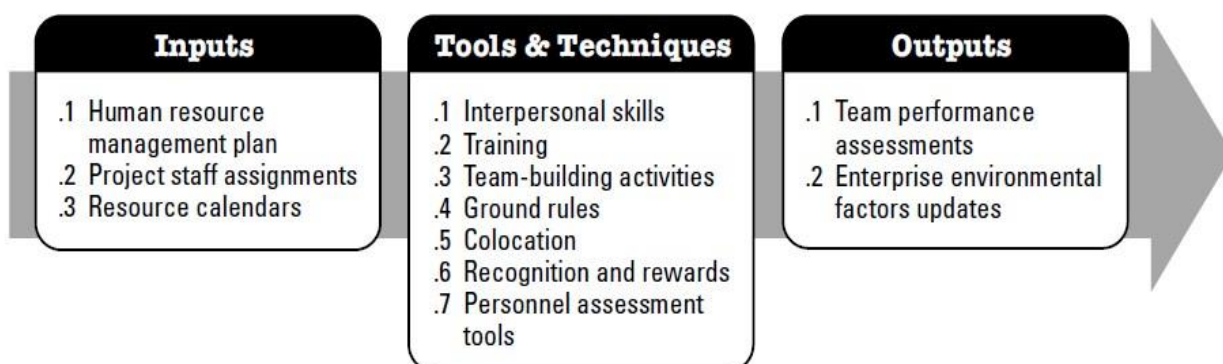 Inputs
.1 Human resource
management plan
.2 Project staff assignments
.3 Resource calendars
Tools & Techniques
.1 Interpersonal skills
.2 Training
.3 Team-building activities
.4 Ground rules
.5 Colocation
.6 Recognition and rewards
.7 Personnel assessment
tools
Outputs
.1 Team performance
assessments
.2 Enterprise environmental
factors updates